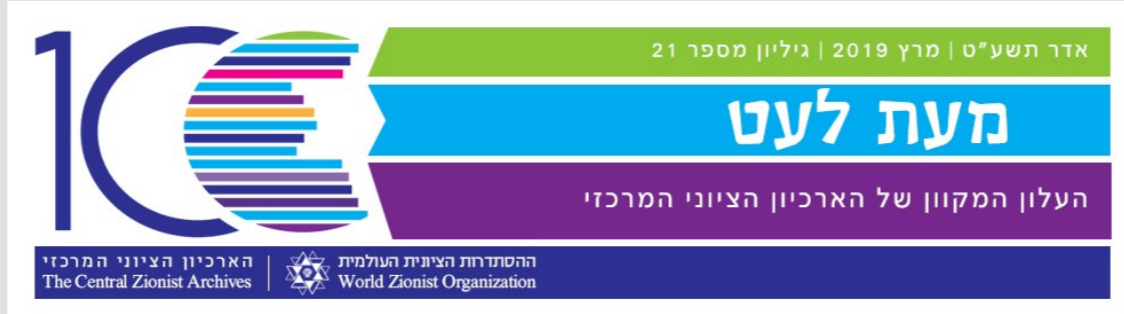 100
אדר תשע"ט | מרץ 2019 | גיליון מספר 21
מעת לעט
העלון המקוון של הארכיון הציוני המרכזי
ההסתדרות הציונית העולמית | הארכיון הציוני המרכזי
World Zionist Organization | The Central Zionist Archives